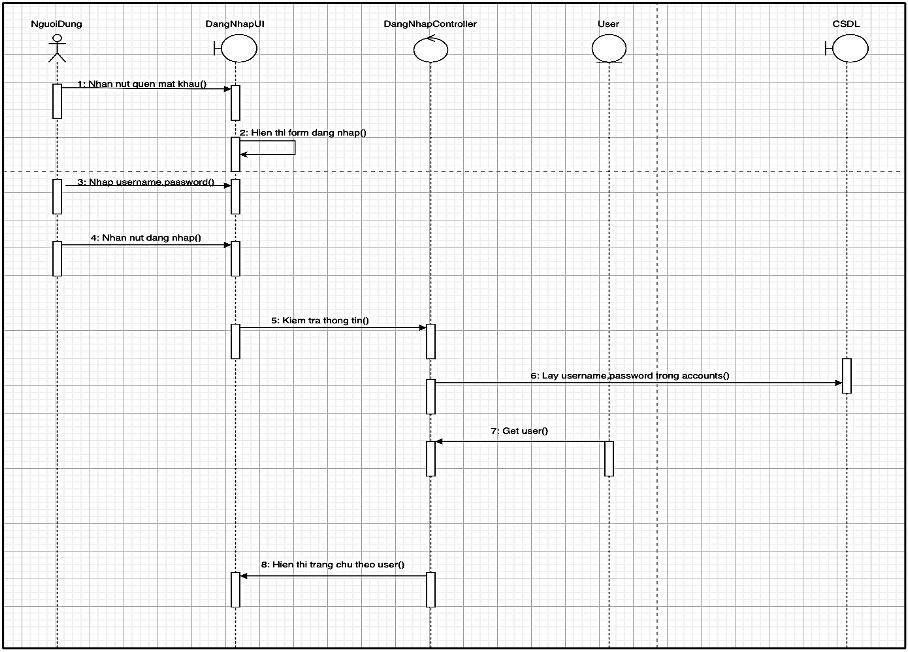 NguoiDung
DangNhapUI
DangNhapController
User
CSDL
1: Nhan nut quen mat khau()
2: Hien thi form dang nhap()
3: Nhap username,password()
4: Nhan nut dang nhap()
5: Kiem tra thong tin()
6: Lay username,password trong accounts()
7: Get user()
8: Hien thi trang chu theo user()